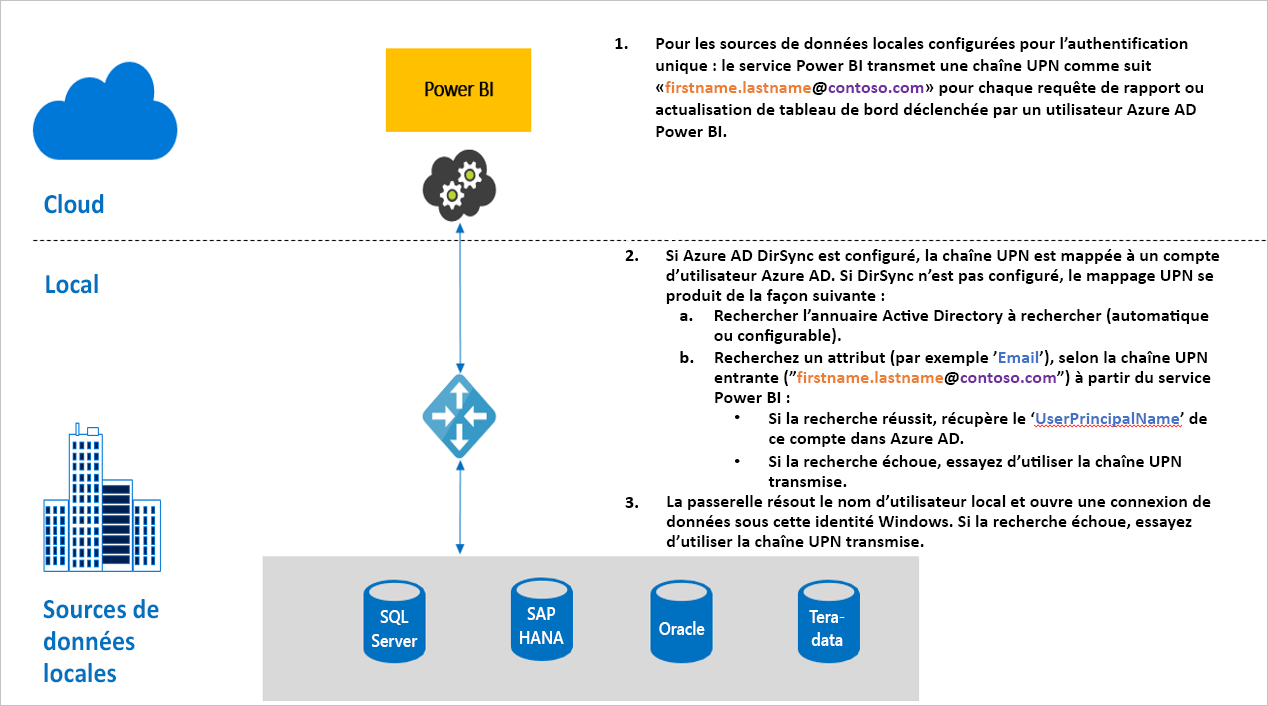 Power BI
Cloud
1. Pour les sources de données locales configurées pour l’authentification
unique : le service Power BI transmet une chaîne UPN comme suit
«firstname.lastname@contoso.com» pour chaque requête de rapport ou
actualisation de tableau de bord déclenchée par un utilisateur Azure AD
Power BI.
Local
2. Si Azure AD DirSync est configuré, la chaîne UPN est mappée à un compte
d’utilisateur Azure AD. Si DirSync n’est pas configuré, le mappage UPN se
produit de la façon suivante :
a. Rechercher l’annuaire Active Directory à rechercher (automatique
ou configurable).
b. Recherchez un attribut (par exemple ’Email’), selon la chaîne UPN
entrante (”firstname.lastname@contoso.com”) à partir du service
Power BI :
• Si la recherche réussit, récupère le ‘UserPrincipalName’ de
ce compte dans Azure AD.
• Si la recherche échoue, essayez d’utiliser la chaîne UPN
transmise.
3. La passerelle résout le nom d’utilisateur local et ouvre une connexion de
données sous cette identité Windows. Si la recherche échoue, essayez
d’utiliser la chaîne UPN transmise.
Sources de
données
locales
SQL
Server
SAP
HANA
Oracle
Tera-
data